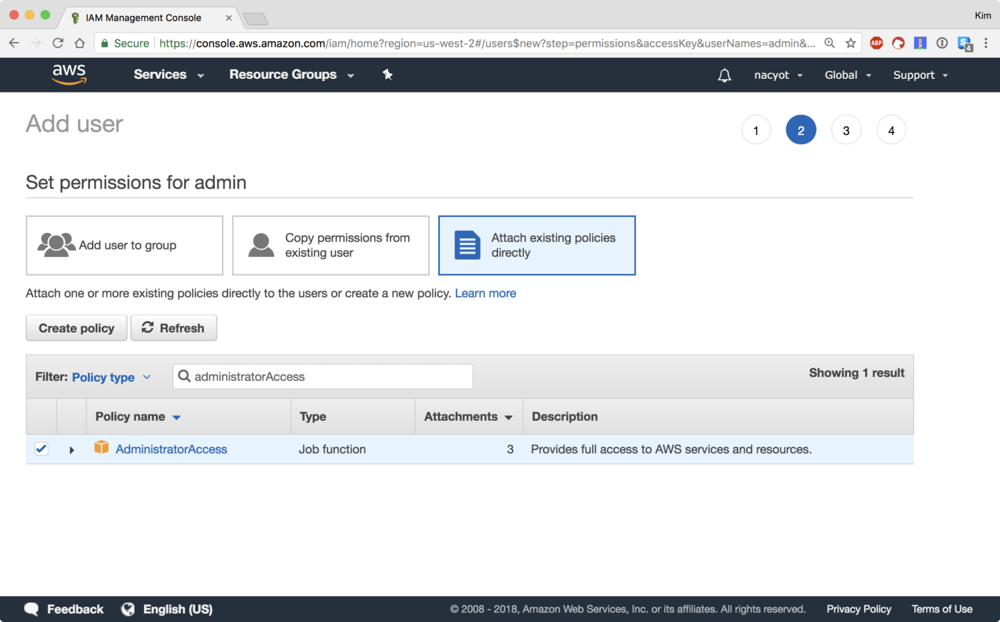 IAM Management Console
Kim
Secure https://console.aws.amazon.com/iam/home?region=us-west-2#/users$new?step=permissions&accessKey&userNames=admin&...
ABP
S 4
aws Services Resource Groups nacyot Global Support
Add user
1 2 3 4
Set permissions for admin
Add user to group
Copy permissions from
existing user
Attach existing policies
directly
Attach one or more existing policies directly to the users or create a new policy. Learn more
Create policy Refresh
Filter: Policy type administratorAccess Showing 1 result
Policy name Type Attachments Description
AdministratorAccess Job function 3 Provides full access to AWS services and resources.
Feedback English (US) © 2008 - 2018, Amazon Web Services, Inc. or its affiliates. All rights reserved. Privacy Policy Terms of Use